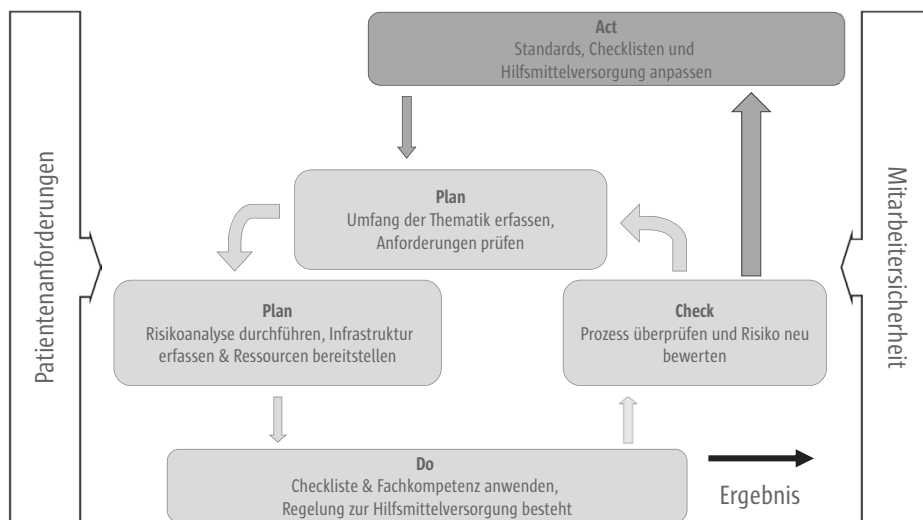 Patientenanforderungen
Act
Standards, Checklisten und
Hilfsmittelversorgung anpassen
Plan
Umfang der Thematik erfassen,
Anforderungen prüfen
Plan
Risikoanalyse durchführen, Infrastruktur
erfassen & Ressourcen bereitstellen
Check
Prozess überprüfen und Risiko neu
bewerten
Do
Checkliste & Fachkompetenz anwenden,
Regelung zur Hilfsmittelversorgung besteht
Ergebnis
Mitarbeitersicherheit